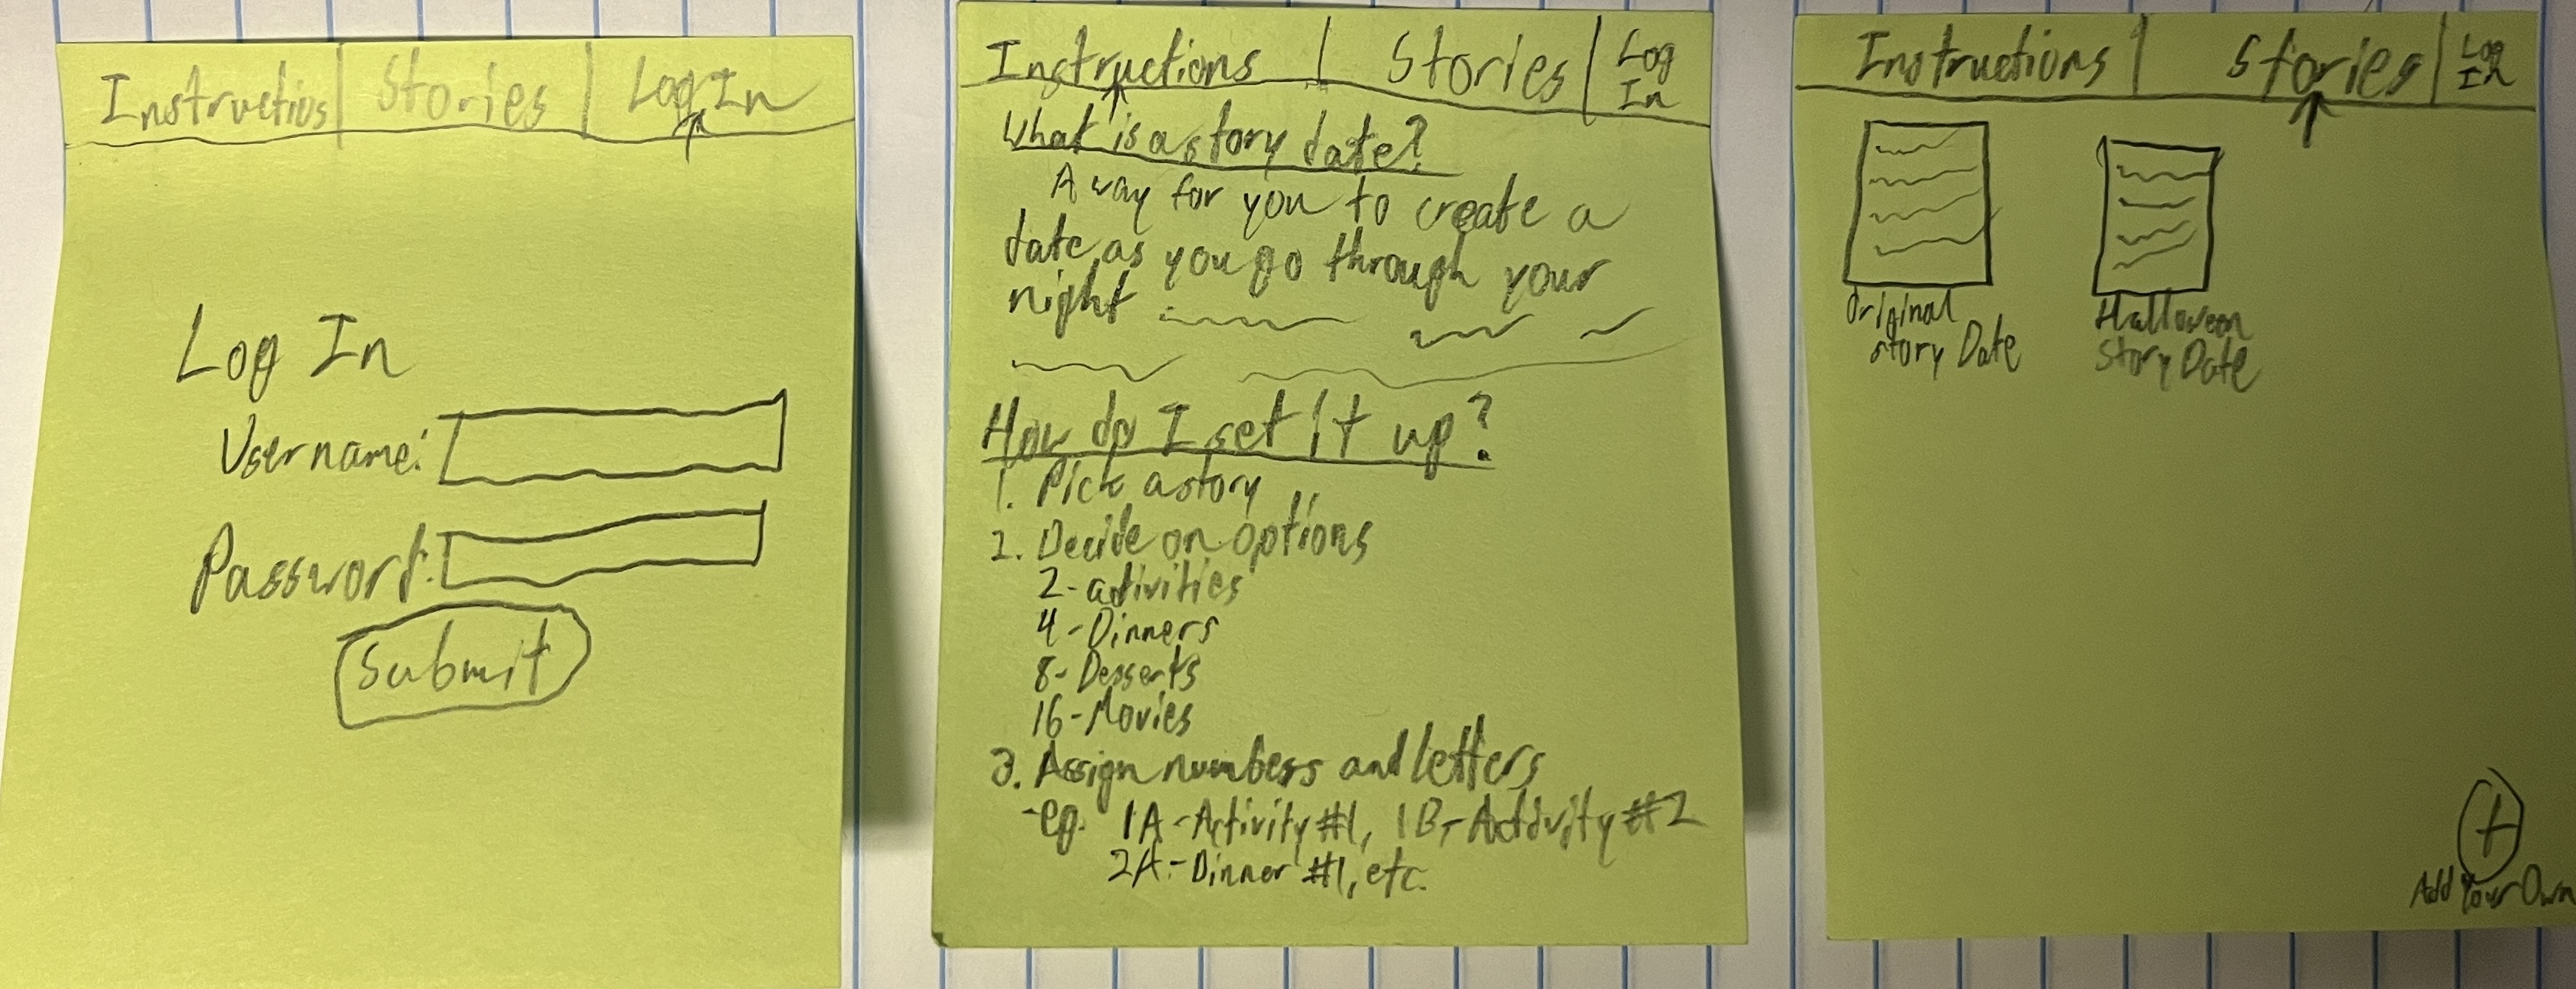 Instructios | Stories | Log In
Log In
Username:
Password:
Submit
Instructions | Stories | Log In
What is a story date?
A way for you to create a
date as you go through your
night
How do I set It up?
1. Pick a story
2. Decide on options
2 - activities
4 - Dinners
8 - Desserts
16 - Movies
3. Assign numbers and letters
- eg. 1A - Activity #1, 1B - Activity #2
2A - Dinner #1, etc.
Instructions | Stories | Log In
Original
Story Date
Halloween
Story Date
+
Add Your Own